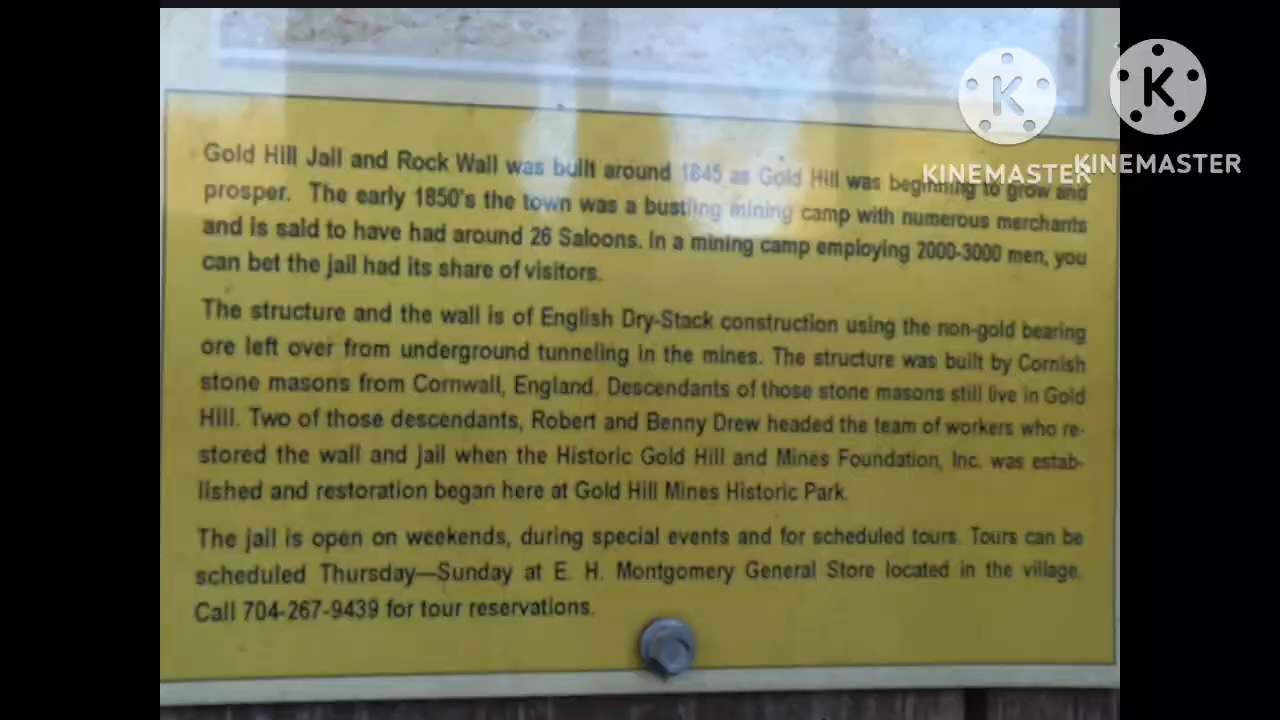 KINEMASTER
KINEMASTER
Gold Hill Jail and Rock Wall was built around 1845 as Gold Hill was beginning to grow and
prosper. The early 1850's the town was a bustling mining camp with numerous merchants
and is said to have had around 26 Saloons. In a mining camp employing 2000-3000 men, you
can bet the jail had its share of visitors.
The structure and the wall is of English Dry-Stack construction using the non-gold bearing
ore left over from underground tunneling in the mines. The structure was built by Cornish
stone masons from Cornwall, England. Descendants of those stone masons still live in Gold
Hill. Two of those descendants, Robert and Benny Drew headed the team of workers who re-
stored the wall and jail when the Historic Gold Hill and Mines Foundation, Inc. was estab-
lished and restoration began here at Gold Hill Mines Historic Park.
The jail is open on weekends, during special events and for scheduled tours. Tours can be
scheduled Thursday—Sunday at E. H. Montgomery General Store located in the village.
Call 704-267-9439 for tour reservations.